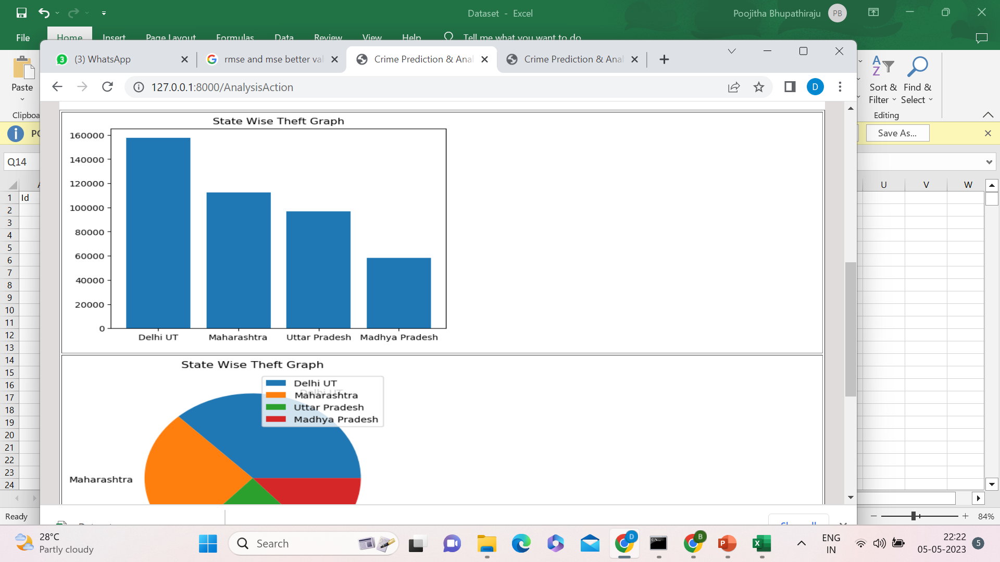 Dataset - Excel
Poojitha Bhupathiraju
PB
File
Home
Insert
Page Layout
Formulas
Data
Review
View
Help
Tell me what you want to do
3
(3) WhatsApp
G
rmse and mse better val
Crime Prediction & Anal
Crime Prediction & Anal
127.0.0.1:8000/AnalysisAction
D
Paste
Clipboa
A
Z
Sort &
Filter
Find &
Select
Editing
PO
Save As...
Q14
State Wise Theft Graph
160000
140000
120000
100000
80000
60000
40000
20000
0
Delhi UT
Maharashtra
Uttar Pradesh
Madhya Pradesh
State Wise Theft Graph
Delhi UT
Delhi UT
Maharashtra
Uttar Pradesh
Madhya Pradesh
Maharashtra
U
V
W
1
Id
2
3
4
5
6
7
8
9
10
11
12
13
14
15
16
17
18
19
20
21
22
23
24
Ready
84%
28°C
Partly cloudy
Search
D
B
P
X
ENG
IN
22:22
05-05-2023
5